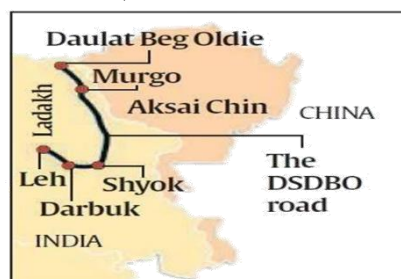 Daulat Beg Oldie
Murgo
Aksai Chin
Ladakh
CHINA
Leh
Shyok
Darbuk
The
DSDBO
road
INDIA